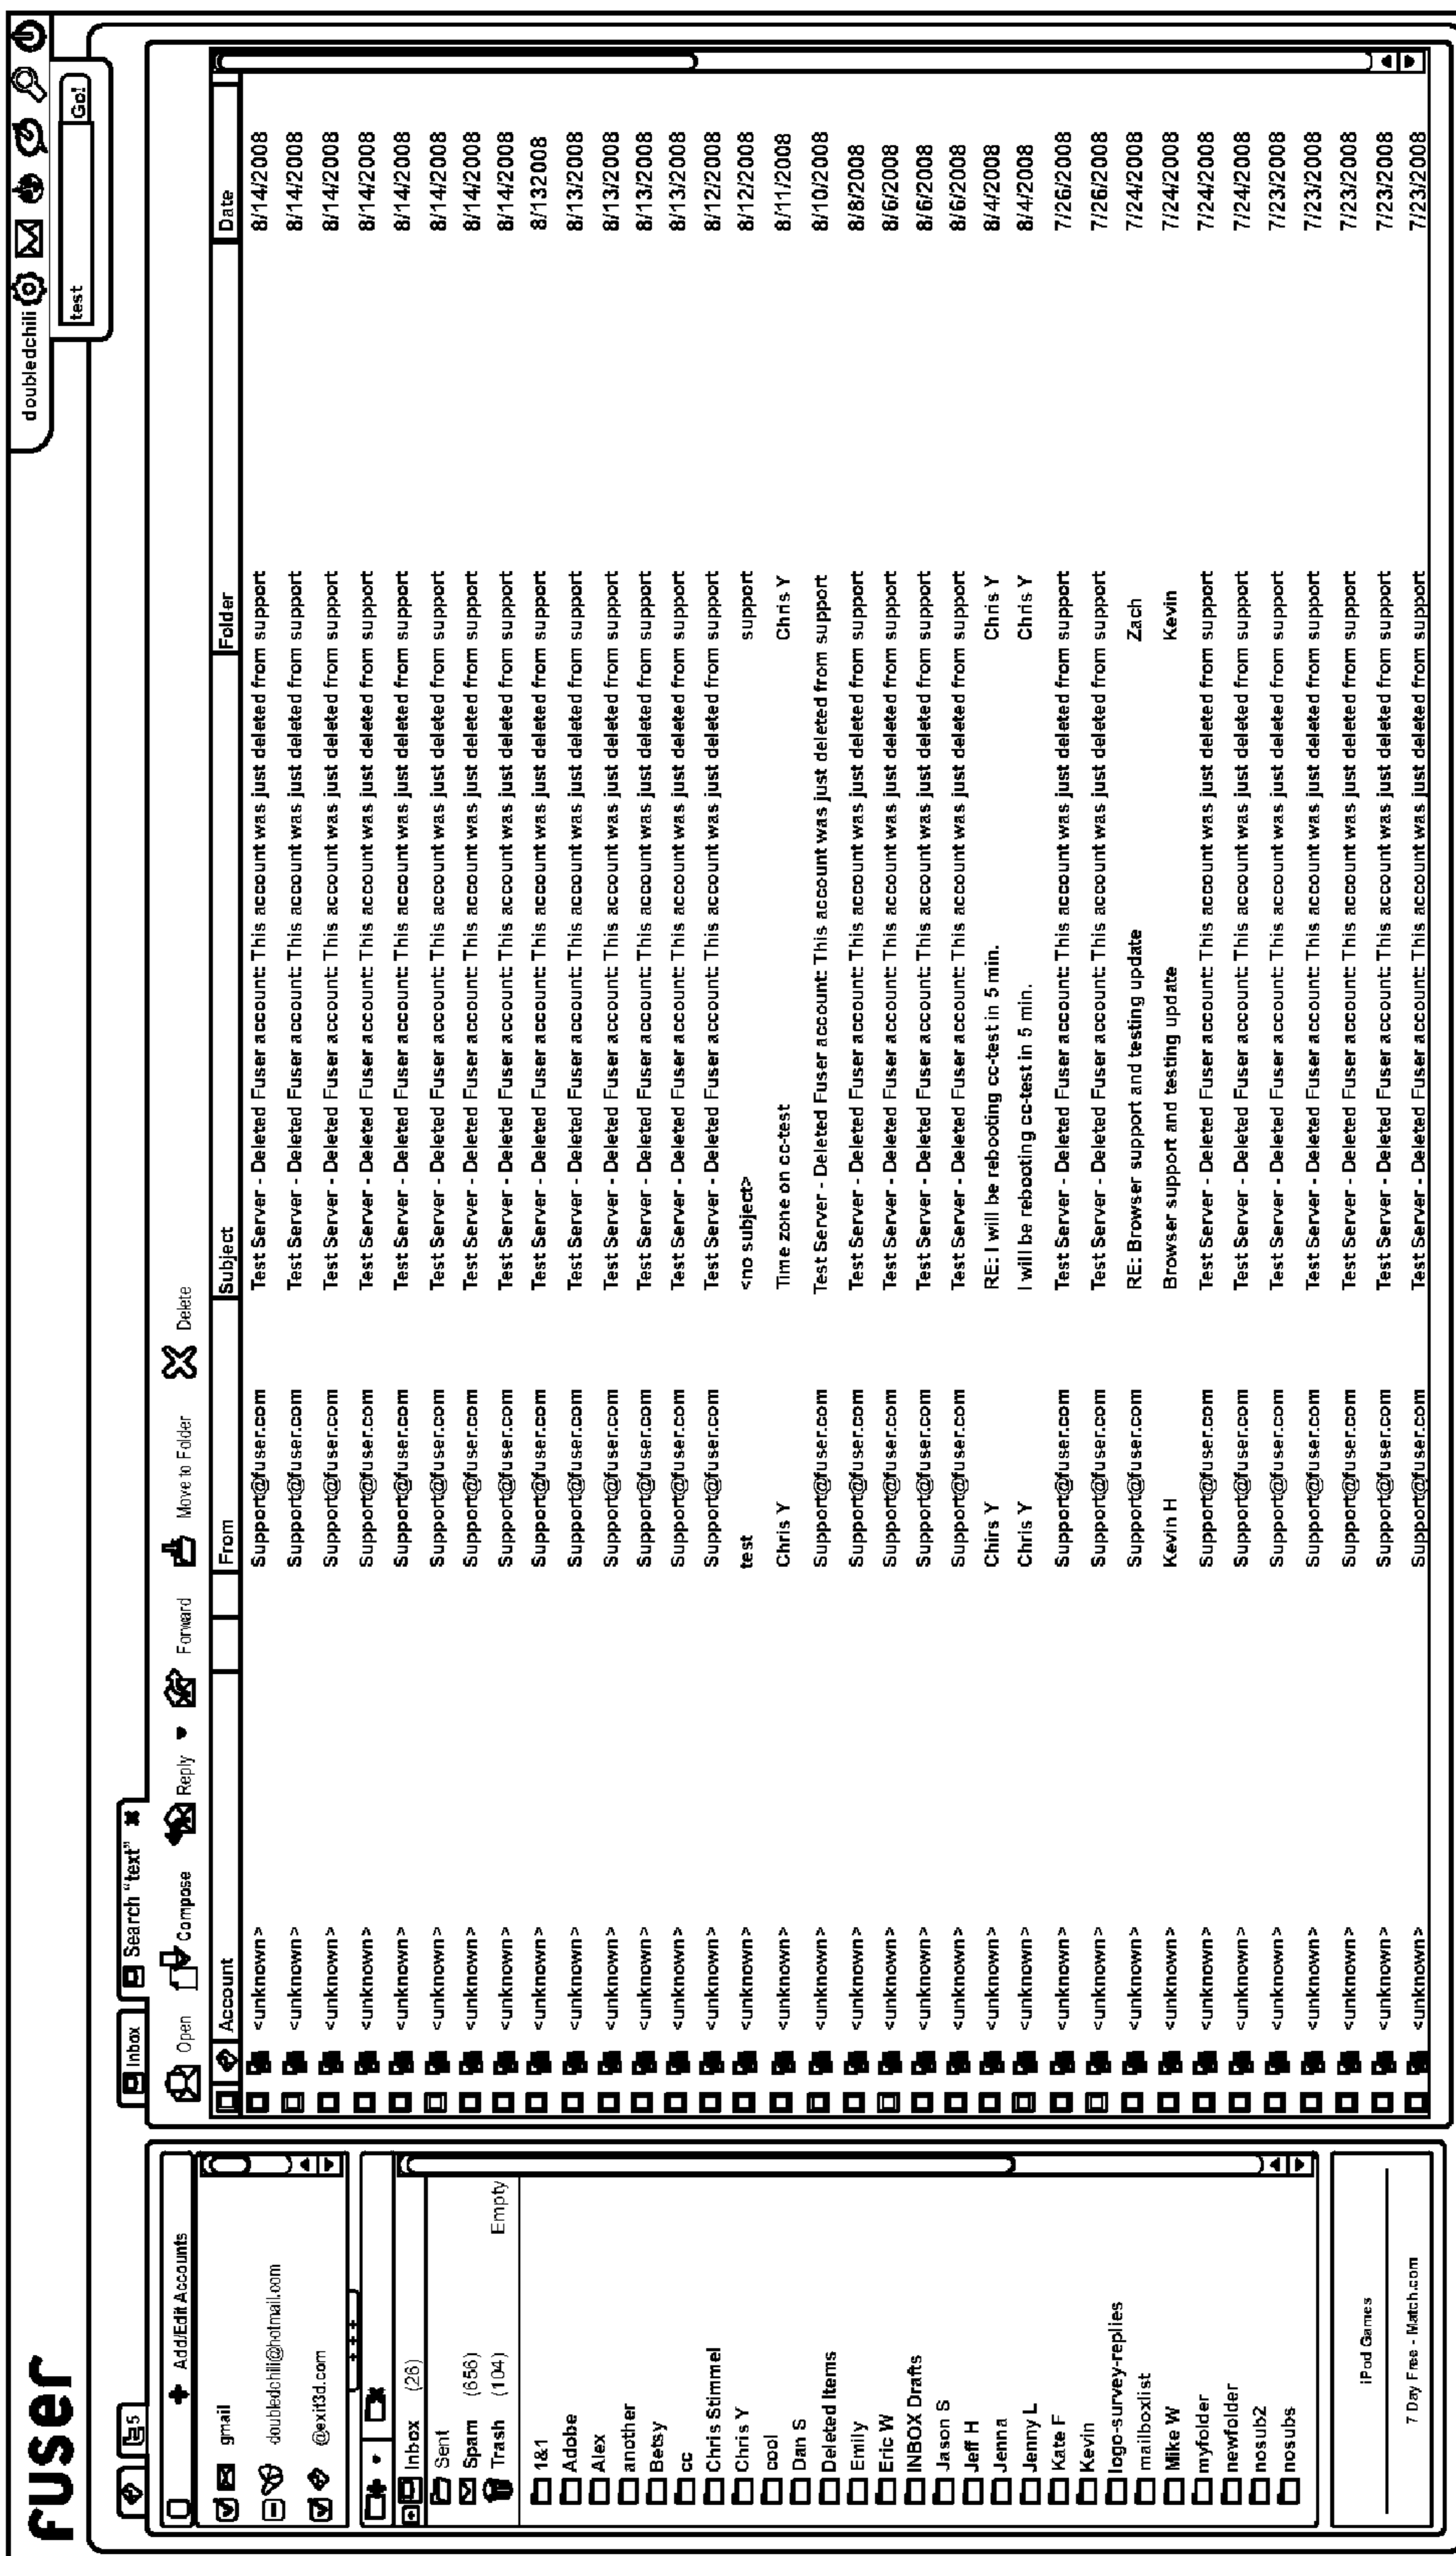 fuser
doubledchili
test Go!
5
Add/Edit Accounts
gmail
doubledchili@hotmail.com
@exit3d.com
Inbox (26)
Sent
Spam (656)
Trash (104) Empty
1&1
Adobe
Alex
another
Betsy
cc
Chris Stimmel
Chris Y
cool
Dan S
Deleted Items
Emily
Eric W
INBOX Drafts
Jason S
Jeff H
Jenna
Jenny L
Kate F
Kevin
logo-survey-replies
mailboxlist
Mike W
myfolder
newfolder
nosub2
nosubs
iPod Games
7 Day Free - Match.com
Inbox Search "text"
Open Compose Reply Forward Move to Folder Delete
Account From Subject Folder Date
<unknown> Support@fuser.com Test Server - Deleted Fuser account: This account was just deleted from support 8/14/2008
<unknown> Support@fuser.com Test Server - Deleted Fuser account: This account was just deleted from support 8/14/2008
<unknown> Support@fuser.com Test Server - Deleted Fuser account: This account was just deleted from support 8/14/2008
<unknown> Support@fuser.com Test Server - Deleted Fuser account: This account was just deleted from support 8/14/2008
<unknown> Support@fuser.com Test Server - Deleted Fuser account: This account was just deleted from support 8/14/2008
<unknown> Support@fuser.com Test Server - Deleted Fuser account: This account was just deleted from support 8/14/2008
<unknown> Support@fuser.com Test Server - Deleted Fuser account: This account was just deleted from support 8/14/2008
<unknown> Support@fuser.com Test Server - Deleted Fuser account: This account was just deleted from support 8/14/2008
<unknown> Support@fuser.com Test Server - Deleted Fuser account: This account was just deleted from support 8/132008
<unknown> Support@fuser.com Test Server - Deleted Fuser account: This account was just deleted from support 8/13/2008
<unknown> Support@fuser.com Test Server - Deleted Fuser account: This account was just deleted from support 8/13/2008
<unknown> Support@fuser.com Test Server - Deleted Fuser account: This account was just deleted from support 8/13/2008
<unknown> Support@fuser.com Test Server - Deleted Fuser account: This account was just deleted from support 8/13/2008
<unknown> Support@fuser.com Test Server - Deleted Fuser account: This account was just deleted from support 8/12/2008
<unknown> test <no subject> support 8/12/2008
<unknown> Chris Y Time zone on cc-test Chris Y 8/11/2008
<unknown> Support@fuser.com Test Server - Deleted Fuser account: This account was just deleted from support 8/10/2008
<unknown> Support@fuser.com Test Server - Deleted Fuser account: This account was just deleted from support 8/8/2008
<unknown> Support@fuser.com Test Server - Deleted Fuser account: This account was just deleted from support 8/6/2008
<unknown> Support@fuser.com Test Server - Deleted Fuser account: This account was just deleted from support 8/6/2008
<unknown> Support@fuser.com Test Server - Deleted Fuser account: This account was just deleted from support 8/6/2008
<unknown> Chirs Y RE: I will be rebooting cc-test in 5 min. Chris Y 8/4/2008
<unknown> Chris Y I will be rebooting cc-test in 5 min. Chris Y 8/4/2008
<unknown> Support@fuser.com Test Server - Deleted Fuser account: This account was just deleted from support 7/26/2008
<unknown> Support@fuser.com Test Server - Deleted Fuser account: This account was just deleted from support 7/26/2008
<unknown> Support@fuser.com RE: Browser support and testing update Zach 7/24/2008
<unknown> Kevin H Browser support and testing update Kevin 7/24/2008
<unknown> Support@fuser.com Test Server - Deleted Fuser account: This account was just deleted from support 7/24/2008
<unknown> Support@fuser.com Test Server - Deleted Fuser account: This account was just deleted from support 7/24/2008
<unknown> Support@fuser.com Test Server - Deleted Fuser account: This account was just deleted from support 7/23/2008
<unknown> Support@fuser.com Test Server - Deleted Fuser account: This account was just deleted from support 7/23/2008
<unknown> Support@fuser.com Test Server - Deleted Fuser account: This account was just deleted from support 7/23/2008
<unknown> Support@fuser.com Test Server - Deleted Fuser account: This account was just deleted from support 7/23/2008
<unknown> Support@fuser.com Test Server - Deleted Fuser account: This account was just deleted from support 7/23/2008